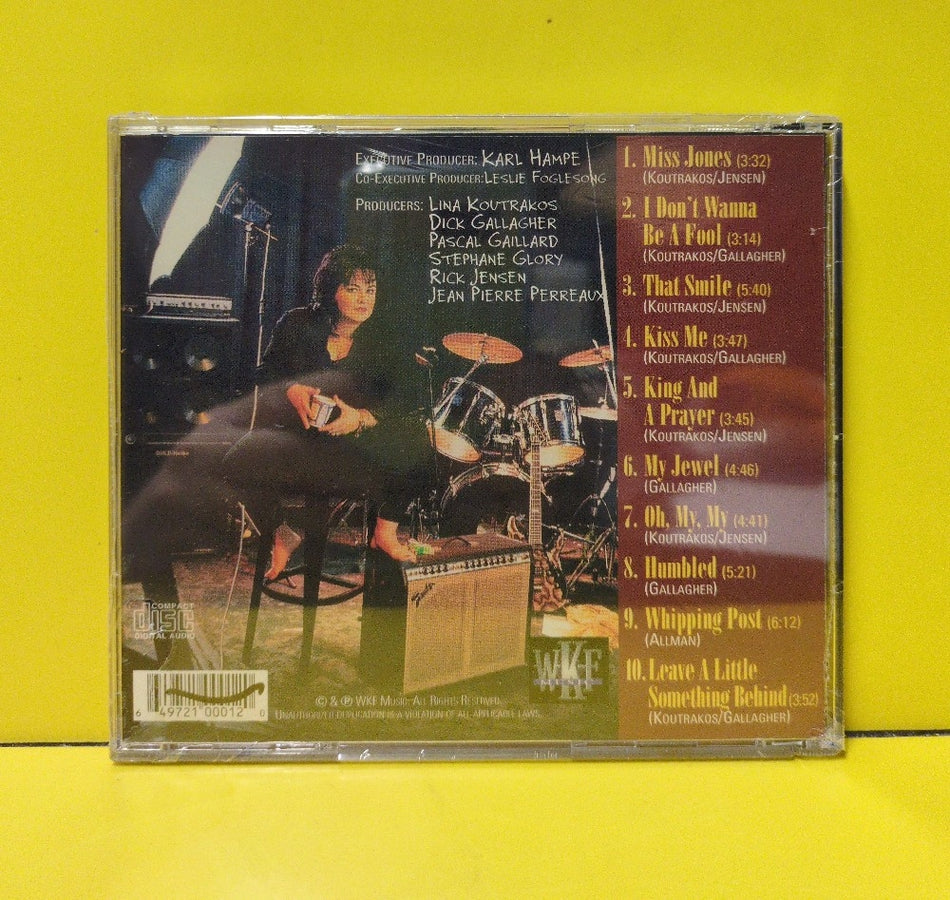 Executive Producer: Karl Hampe
Co-Executive Producer: Leslie Foglesong
Producers: Lina Koutrakos
Dick Gallagher
Pascal Gaillard
Stephane Glory
Rick Jensen
Jean Pierre Perreaux
1. Miss Jones (3:32)
(Koutrakos/Jensen)
2. I Don't Wanna
Be A Fool (3:14)
(Koutrakos/Gallagher)
3. That Smile (5:40)
(Koutrakos/Jensen)
4. Kiss Me (3:47)
(Koutrakos/Gallagher)
5. King And
A Prayer (3:45)
(Koutrakos/Jensen)
6. My Jewel (4:46)
(Gallagher)
7. Oh, My, My (4:41)
(Koutrakos/Jensen)
8. Humbled (5:21)
(Gallagher)
9. Whipping Post (6:12)
(Allman)
10. Leave A Little
Something Behind (3:52)
(Koutrakos/Gallagher)
Fender
COMPACT
disc
DIGITAL AUDIO
6 49721 00012 0
WKF
© & ℗ WKF Music. All Rights Reserved.
Unauthorized duplication is a violation of all applicable laws.